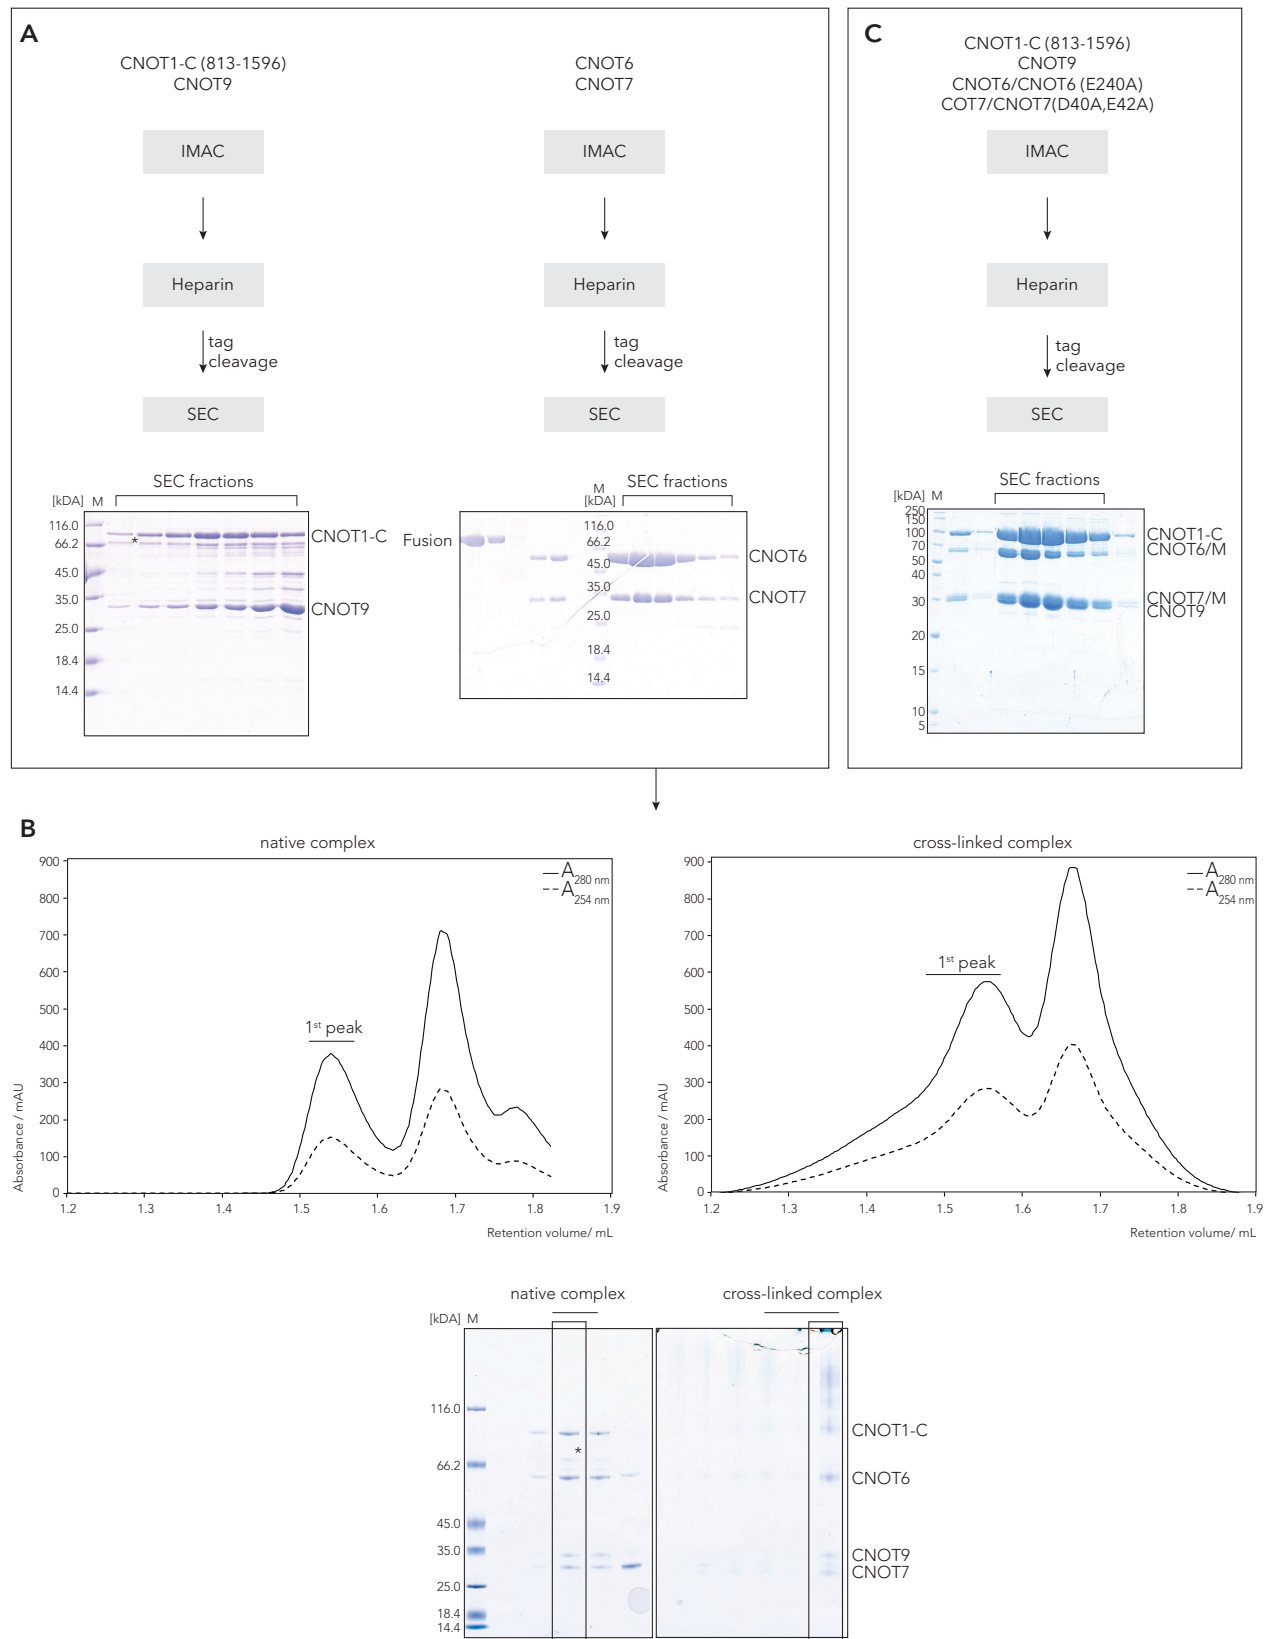 A
CNOT1-C (813-1596)
CNOT9
IMAC
Heparin
tag
cleavage
SEC
SEC fractions
[kDA] M
116.0
66.2
45.0
35.0
25.0
18.4
14.4
*
CNOT1-C
CNOT9
CNOT6
CNOT7
IMAC
Heparin
tag
cleavage
SEC
M
[kDA]
SEC fractions
Fusion
116.0
66.2
45.0
35.0
25.0
18.4
14.4
CNOT6
CNOT7
C
CNOT1-C (813-1596)
CNOT9
CNOT6/CNOT6 (E240A)
COT7/CNOT7(D40A,E42A)
IMAC
Heparin
tag
cleavage
SEC
SEC fractions
[kDA] M
250
150
100
70
50
40
30
20
15
10
5
CNOT1-C
CNOT6/M
CNOT7/M
CNOT9
B
native complex
A280 nm
A254 nm
1st peak
Absorbance / mAU
900
800
700
600
500
400
300
200
100
0
1.2 1.3 1.4 1.5 1.6 1.7 1.8 1.9
Retention volume/ mL
cross-linked complex
A280 nm
A254 nm
1st peak
Absorbance / mAU
900
800
700
600
500
400
300
200
100
0
1.2 1.3 1.4 1.5 1.6 1.7 1.8 1.9
Retention volume/ mL
native complex
cross-linked complex
[kDA] M
116.0
66.2
45.0
35.0
25.0
18.4
14.4
*
CNOT1-C
CNOT6
CNOT9
CNOT7